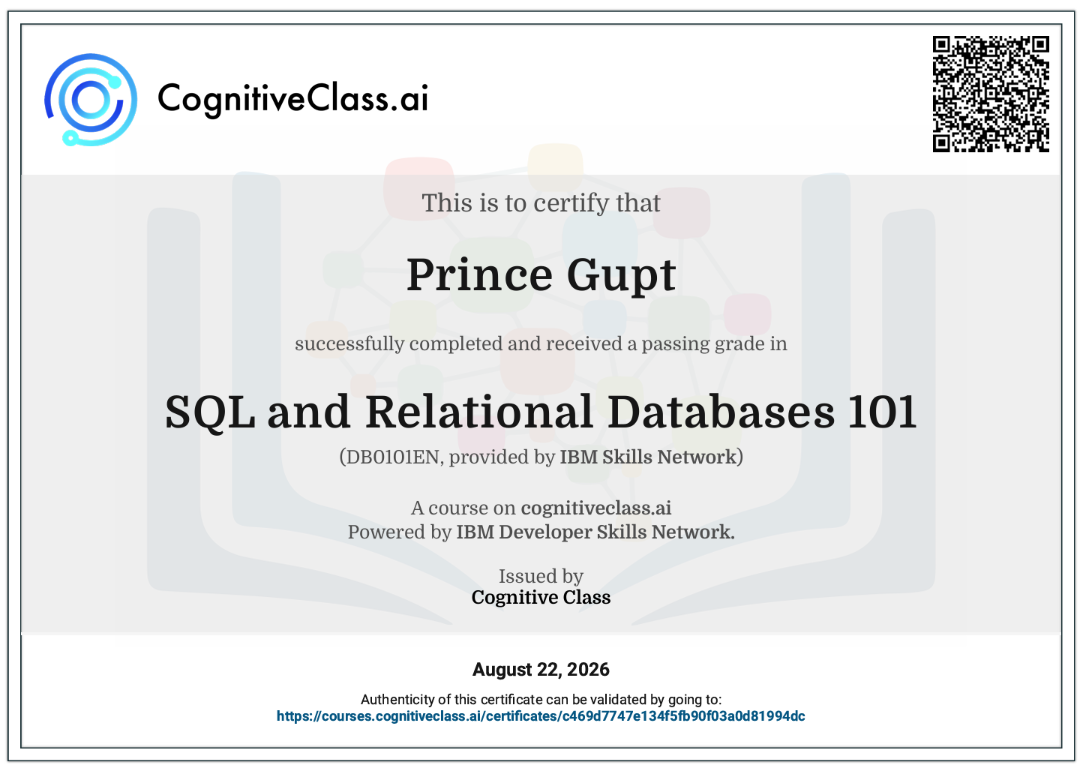 CognitiveClass.ai
This is to certify that
Prince Gupt
successfully completed and received a passing grade in
SQL and Relational Databases 101
(DB0101EN, provided by IBM Skills Network)
A course on cognitiveclass.ai
Powered by IBM Developer Skills Network.
Issued by
Cognitive Class
August 22, 2026
Authenticity of this certificate can be validated by going to:
https://courses.cognitiveclass.ai/certificates/c469d7747e134f5fb90f03a0d81994dc